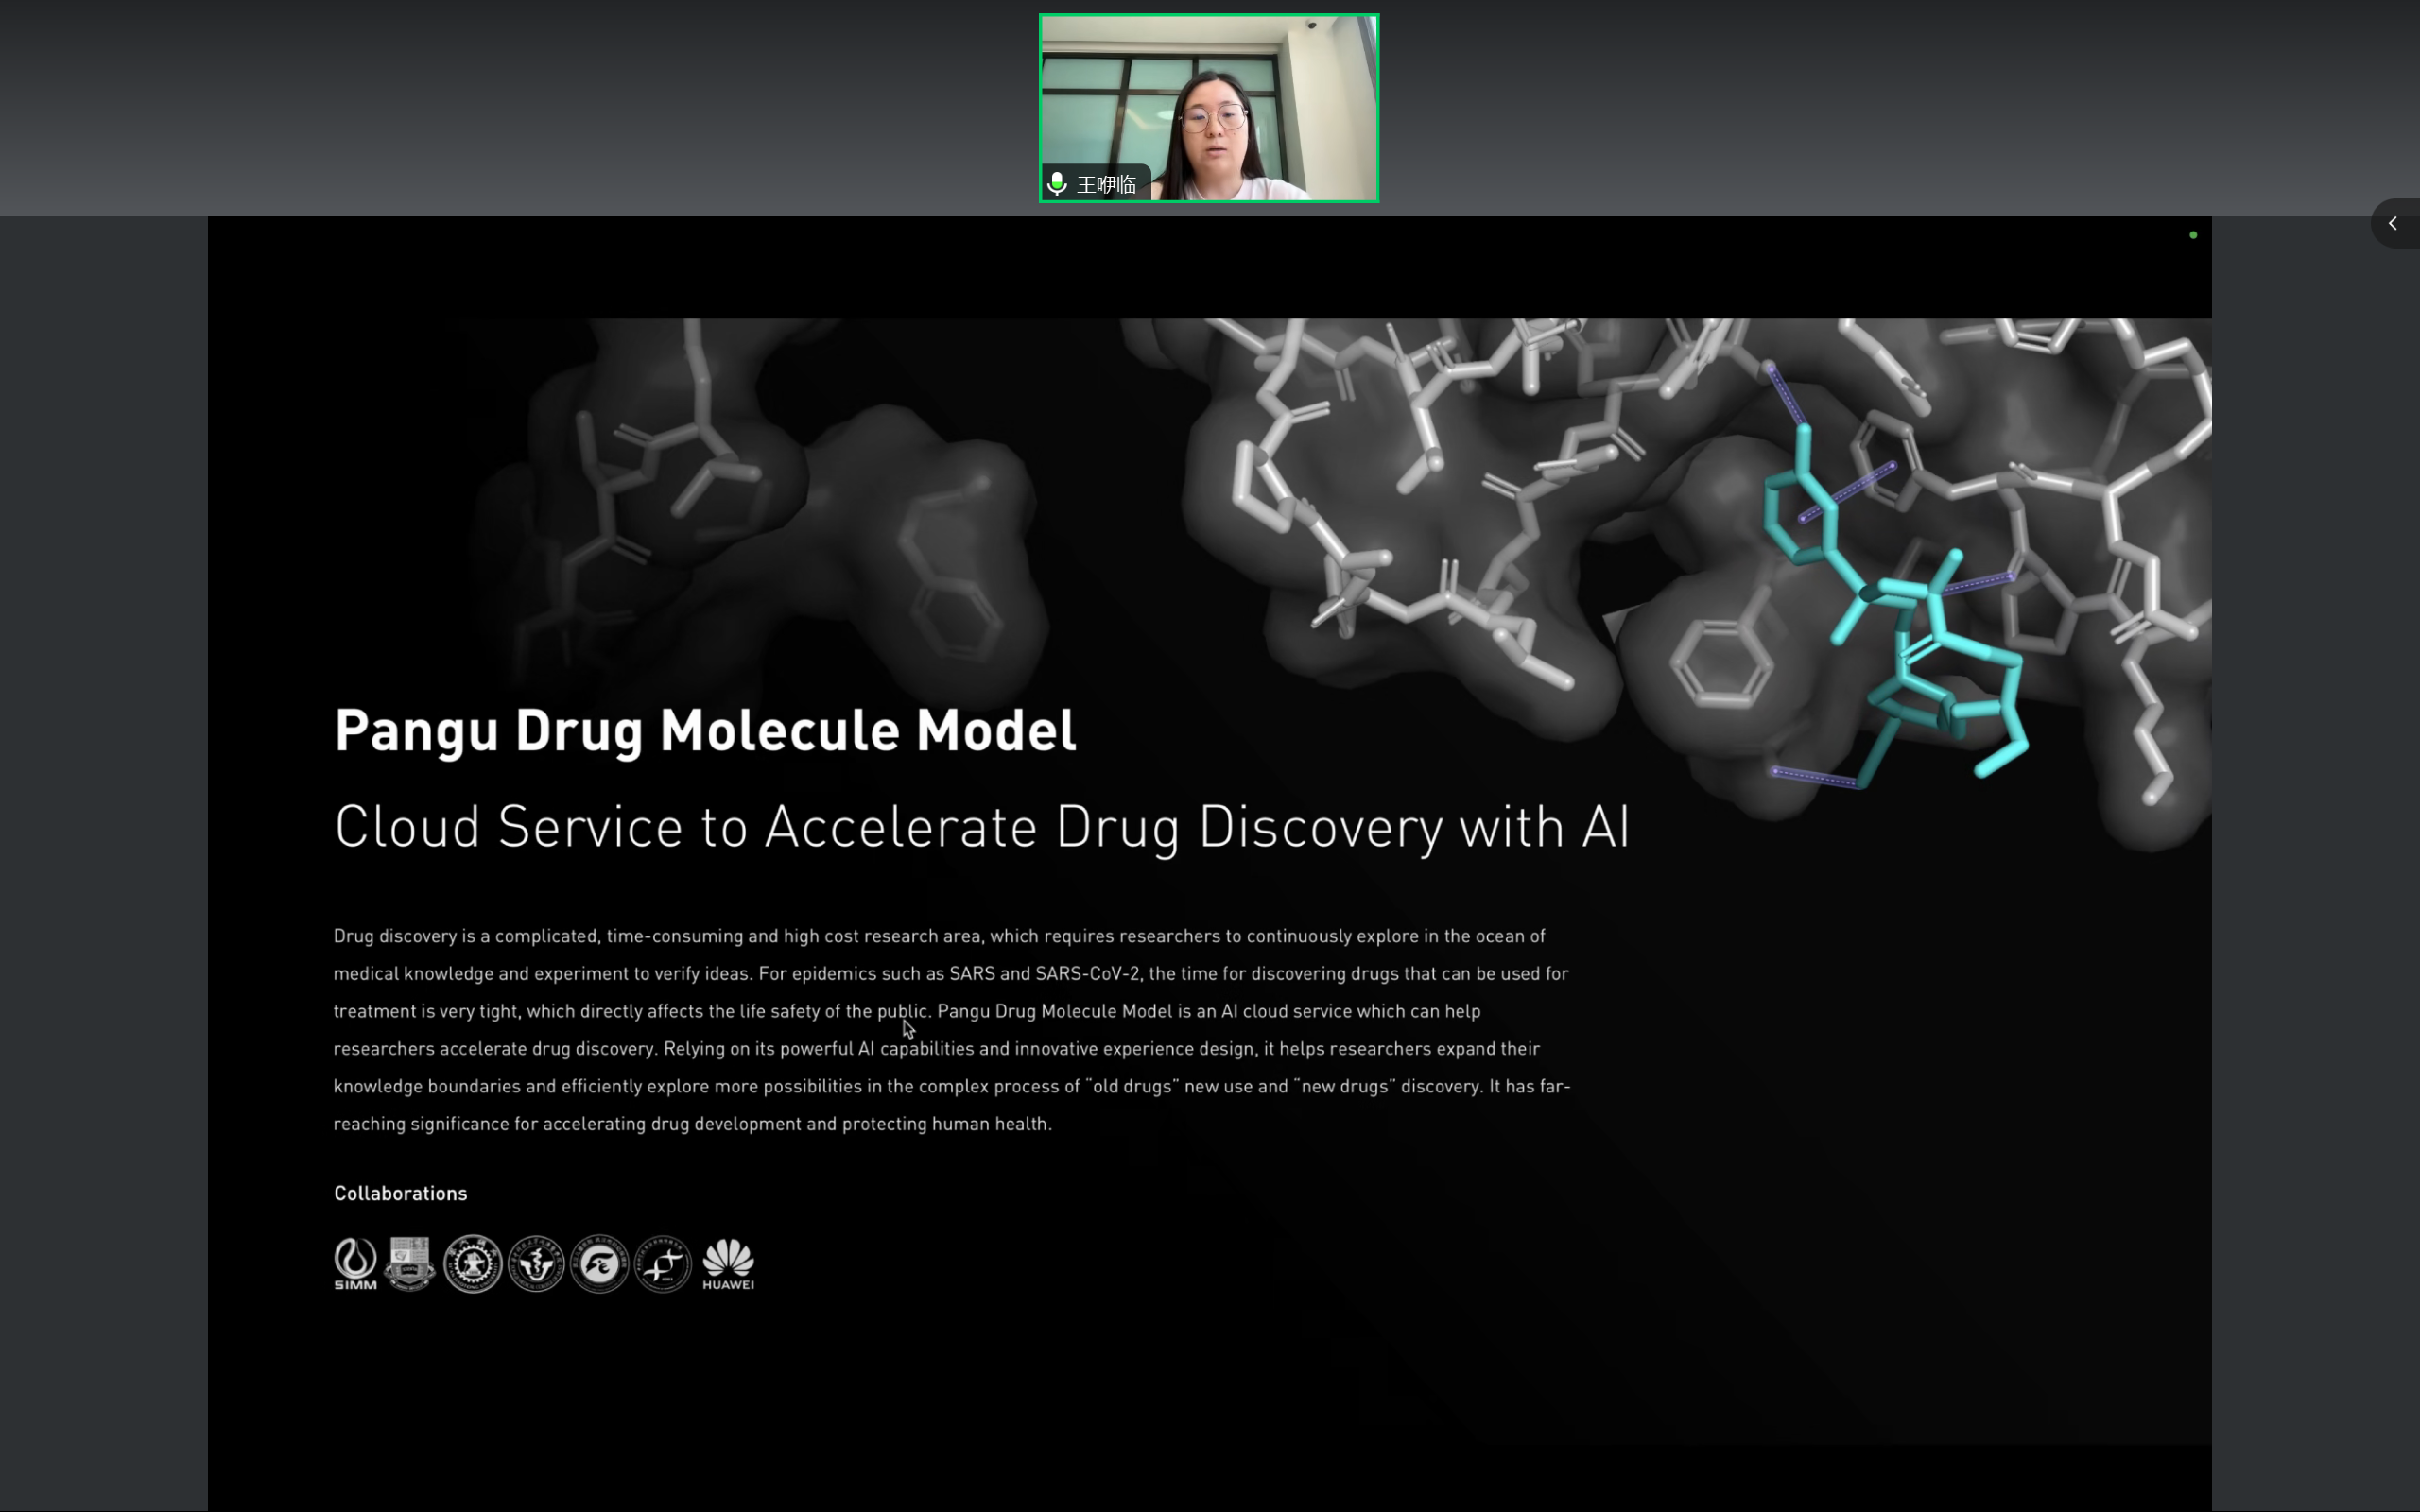 王咿临
Pangu Drug Molecule Model
Cloud Service to Accelerate Drug Discovery with AI
Drug discovery is a complicated, time-consuming and high cost research area, which requires researchers to continuously explore in the ocean of
medical knowledge and experiment to verify ideas. For epidemics such as SARS and SARS-CoV-2, the time for discovering drugs that can be used for
treatment is very tight, which directly affects the life safety of the public. Pangu Drug Molecule Model is an AI cloud service which can help
researchers accelerate drug discovery. Relying on its powerful AI capabilities and innovative experience design, it helps researchers expand their
knowledge boundaries and efficiently explore more possibilities in the complex process of “old drugs” new use and “new drugs” discovery. It has far-
reaching significance for accelerating drug development and protecting human health.
Collaborations
SIMM
HUAWEI